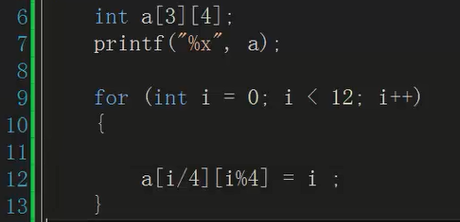 6 int a[3][4];
7 printf("%x", a);
8
9 for (int i = 0; i < 12; i++)
10 {
11
12 a[i/4][i%4] = i ;
13 }